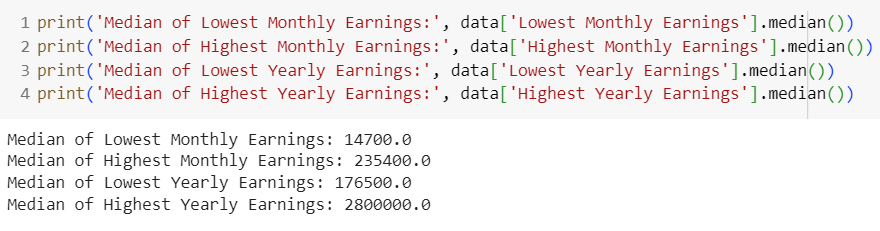 1 print('Median of Lowest Monthly Earnings:', data['Lowest Monthly Earnings'].median())
2 print('Median of Highest Monthly Earnings:', data['Highest Monthly Earnings'].median())
3 print('Median of Lowest Yearly Earnings:', data['Lowest Yearly Earnings'].median())
4 print('Median of Highest Yearly Earnings:', data['Highest Yearly Earnings'].median())
Median of Lowest Monthly Earnings: 14700.0
Median of Highest Monthly Earnings: 235400.0
Median of Lowest Yearly Earnings: 176500.0
Median of Highest Yearly Earnings: 2800000.0